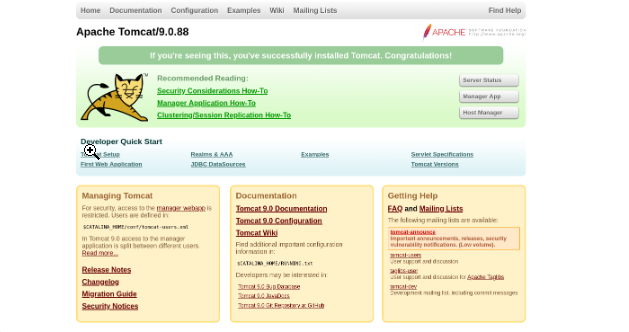 Home Documentation Configuration Examples Wiki Mailing Lists Find Help
Apache Tomcat/9.0.88
APACHE SOFTWARE FOUNDATION
http://www.apache.org/
If you're seeing this, you've successfully installed Tomcat. Congratulations!
Recommended Reading:
Security Considerations How-To
Manager Application How-To
Clustering/Session Replication How-To
Server Status
Manager App
Host Manager
Developer Quick Start
Setup
First Web Application
Realms & AAA
JDBC DataSources
Examples
Servlet Specifications
Tomcat Versions
Managing Tomcat
For security, access to the manager webapp is
restricted. Users are defined in:
$CATALINA_HOME/conf/tomcat-users.xml
In Tomcat 9.0 access to the manager
application is split between different users.
Read more...
Release Notes
Changelog
Migration Guide
Security Notices
Documentation
Tomcat 9.0 Documentation
Tomcat 9.0 Configuration
Tomcat Wiki
Find additional important configuration
information in:
$CATALINA_HOME/RUNNING.txt
Developers may be interested in:
Tomcat 9.0 Bug Database
Tomcat 9.0 JavaDocs
Tomcat 9.0 Git Repository at GitHub
Getting Help
FAQ and Mailing Lists
The following mailing lists are available:
tomcat-announce
Important announcements, releases, security
vulnerability notifications. (Low volume).
tomcat-users
User support and discussion
taglibs-user
User support and discussion for Apache Taglibs
tomcat-dev
Development mailing list, including commit messages